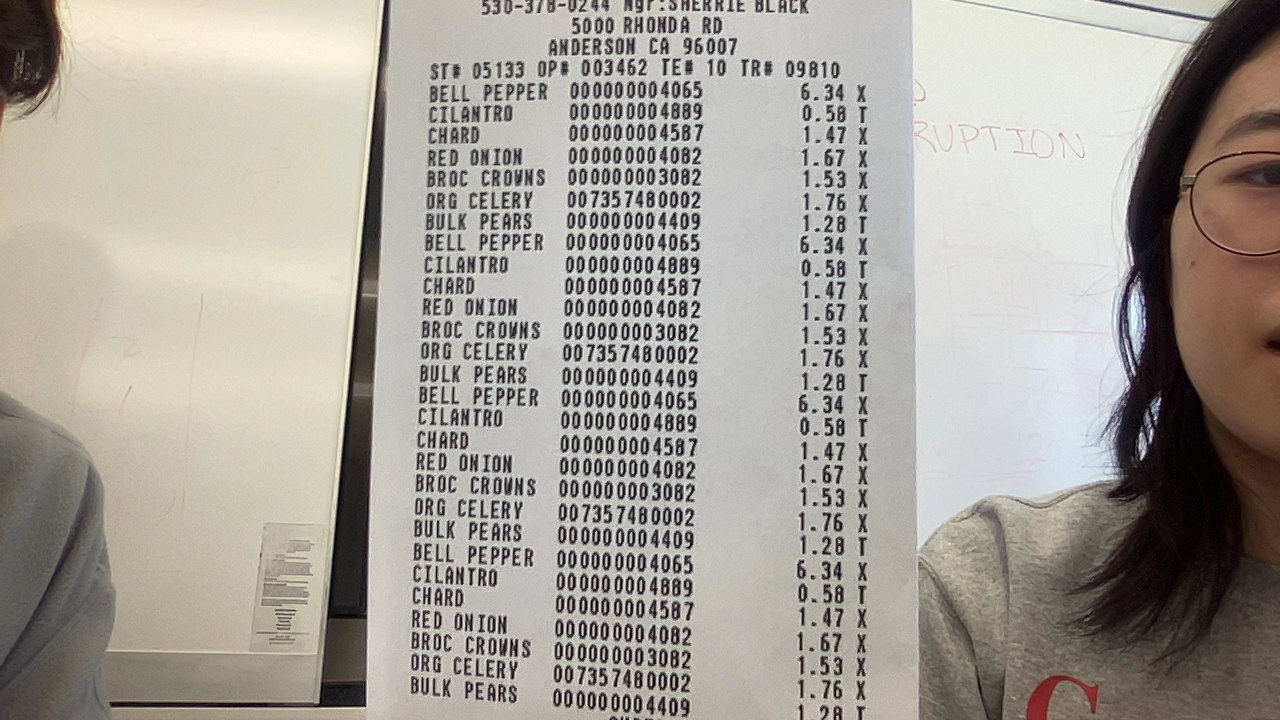 530-378-0244 Mgr:SHERRIE BLACK
5000 RHONDA RD
ANDERSON CA 96007
ST# 05133 OP# 003462 TE# 10 TR# 09810
BELL PEPPER 000000004065 6.34 X
CILANTRO 000000004889 0.58 T
CHARD 000000004587 1.47 X
RED ONION 000000004082 1.67 X
BROC CROWNS 000000003082 1.53 X
ORG CELERY 007357480002 1.76 X
BULK PEARS 000000004409 1.28 T
BELL PEPPER 000000004065 6.34 X
CILANTRO 000000004889 0.58 T
CHARD 000000004587 1.47 X
RED ONION 000000004082 1.67 X
BROC CROWNS 000000003082 1.53 X
ORG CELERY 007357480002 1.76 X
BULK PEARS 000000004409 1.28 T
BELL PEPPER 000000004065 6.34 X
CILANTRO 000000004889 0.58 T
CHARD 000000004587 1.47 X
RED ONION 000000004082 1.67 X
BROC CROWNS 000000003082 1.53 X
ORG CELERY 007357480002 1.76 X
BULK PEARS 000000004409 1.28 T
BELL PEPPER 000000004065 6.34 X
CILANTRO 000000004889 0.58 T
CHARD 000000004587 1.47 X
RED ONION 000000004082 1.67 X
BROC CROWNS 000000003082 1.53 X
ORG CELERY 007357480002 1.76 X
BULK PEARS 000000004409 1.28 T
RUPTION
C